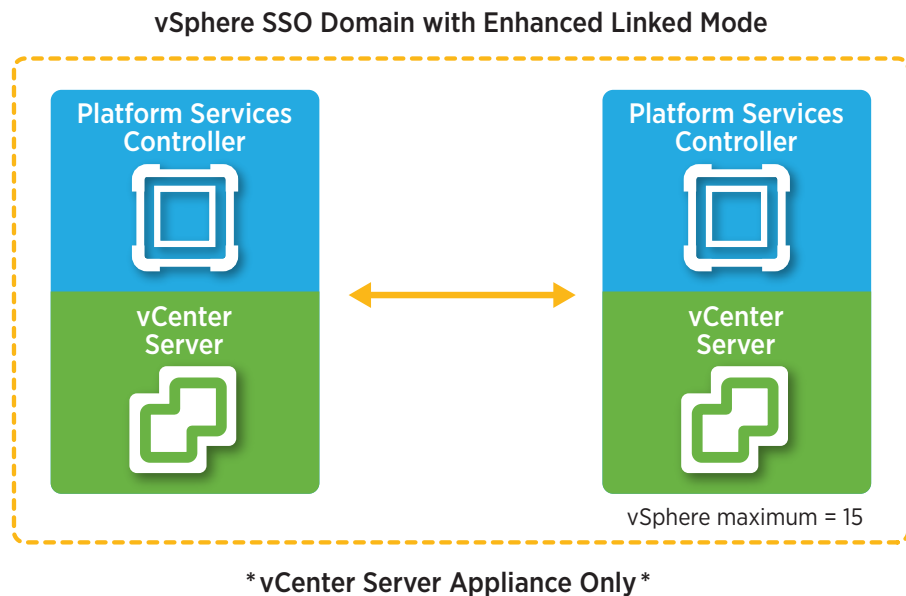 vSphere SSO Domain with Enhanced Linked Mode
Platform Services
Controller
vCenter
Server
Platform Services
Controller
vCenter
Server
vSphere maximum = 15
*vCenter Server Appliance Only*